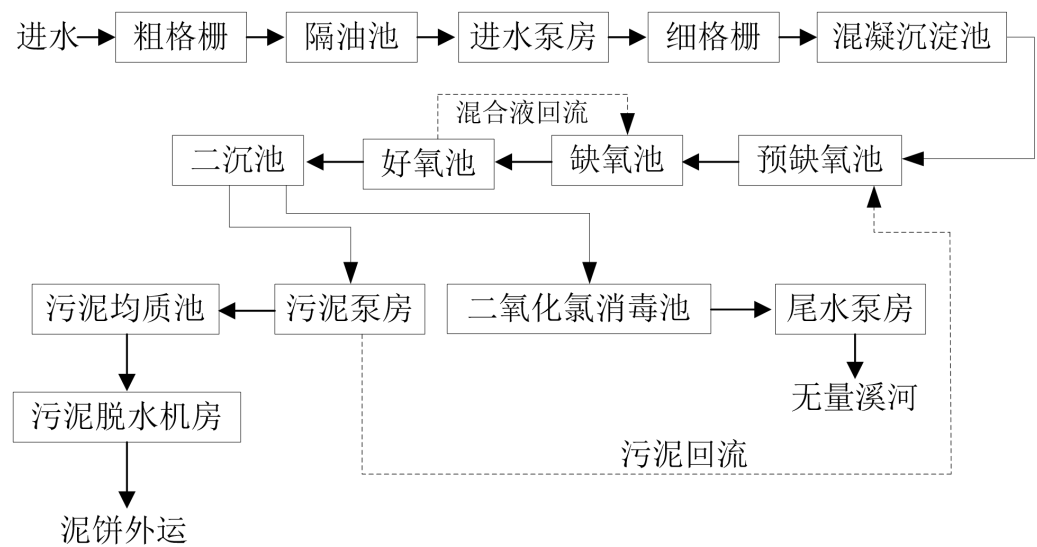 进水
粗格栅
隔油池
进水泵房
细格栅
混凝沉淀池
混合液回流
二沉池
好氧池
缺氧池
预缺氧池
污泥均质池
污泥泵房
二氧化氯消毒池
尾水泵房
无量溪河
污泥脱水机房
污泥回流
泥饼外运